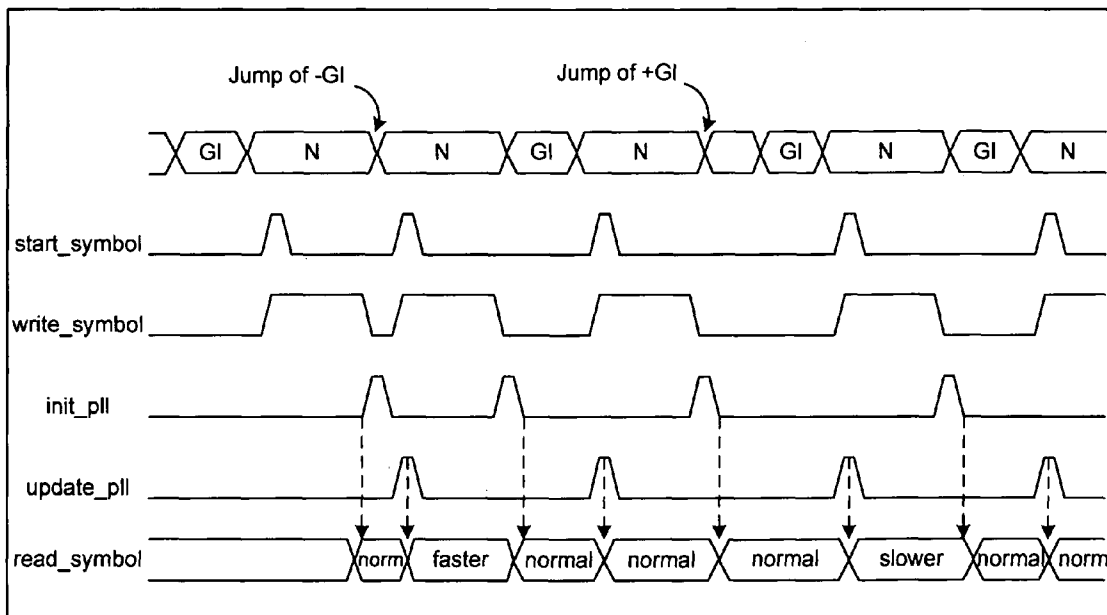 Jump of -GI
Jump of +GI
GI N N GI N GI N GI N
start_symbol
write_symbol
init_pll
update_pll
read_symbol norm faster normal normal normal slower normal norm